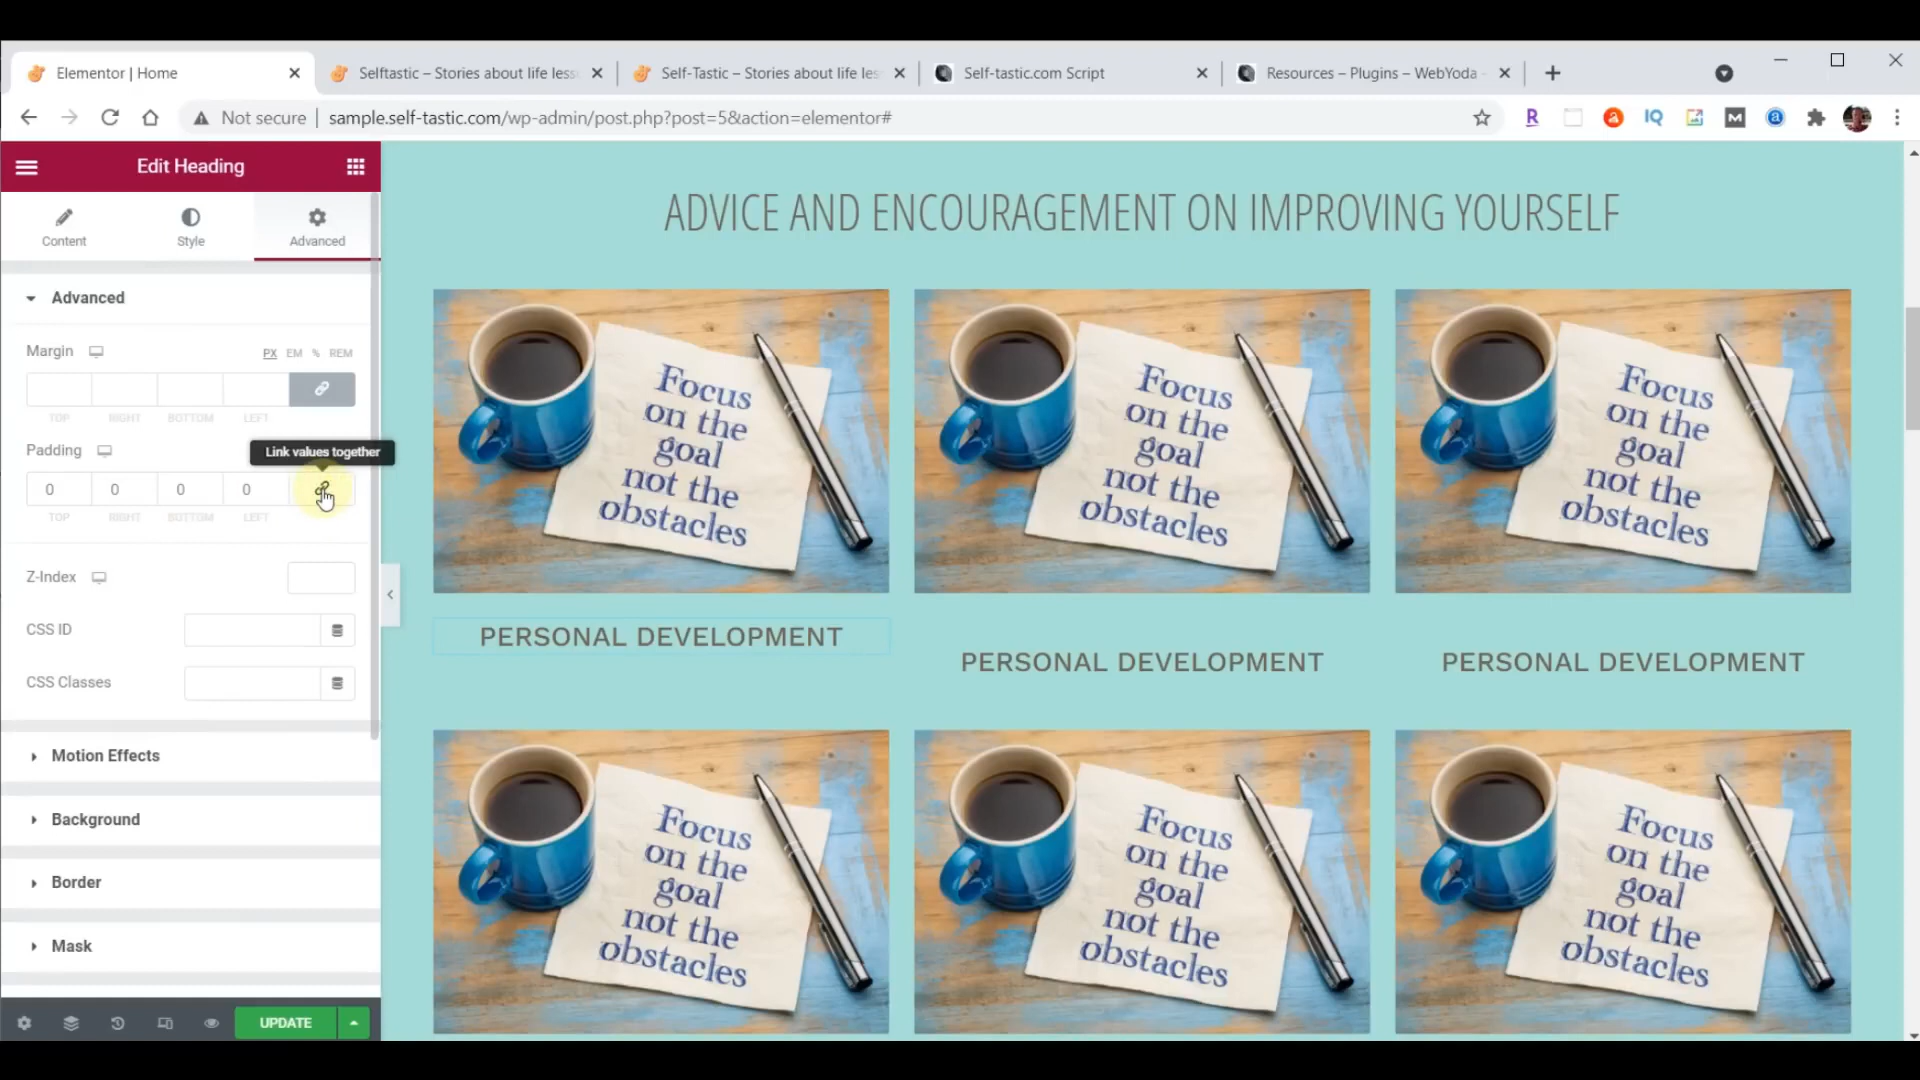 Elementor | Home
Selftastic – Stories about life less
Self-Tastic – Stories about life les
Self-tastic.com Script
Resources – Plugins – WebYoda -
Not secure
sample.self-tastic.com/wp-admin/post.php?post=5&action=elementor#
R
a
IQ
M
a
Edit Heading
Content
Style
Advanced
Advanced
Margin
PX EM % REM
TOP RIGHT BOTTOM LEFT
Padding
Link values together
0 0 0 0
TOP RIGHT BOTTOM LEFT
Z-Index
CSS ID
CSS Classes
Motion Effects
Background
Border
Mask
UPDATE
ADVICE AND ENCOURAGEMENT ON IMPROVING YOURSELF
Focus
on the
goal
not the
obstacles
Focus
on the
goal
not the
obstacles
Focus
on the
goal
not the
obstacles
PERSONAL DEVELOPMENT
PERSONAL DEVELOPMENT
PERSONAL DEVELOPMENT
Focus
on the
goal
not the
obstacles
Focus
on the
goal
not the
obstacles
Focus
on the
goal
not the
obstacles